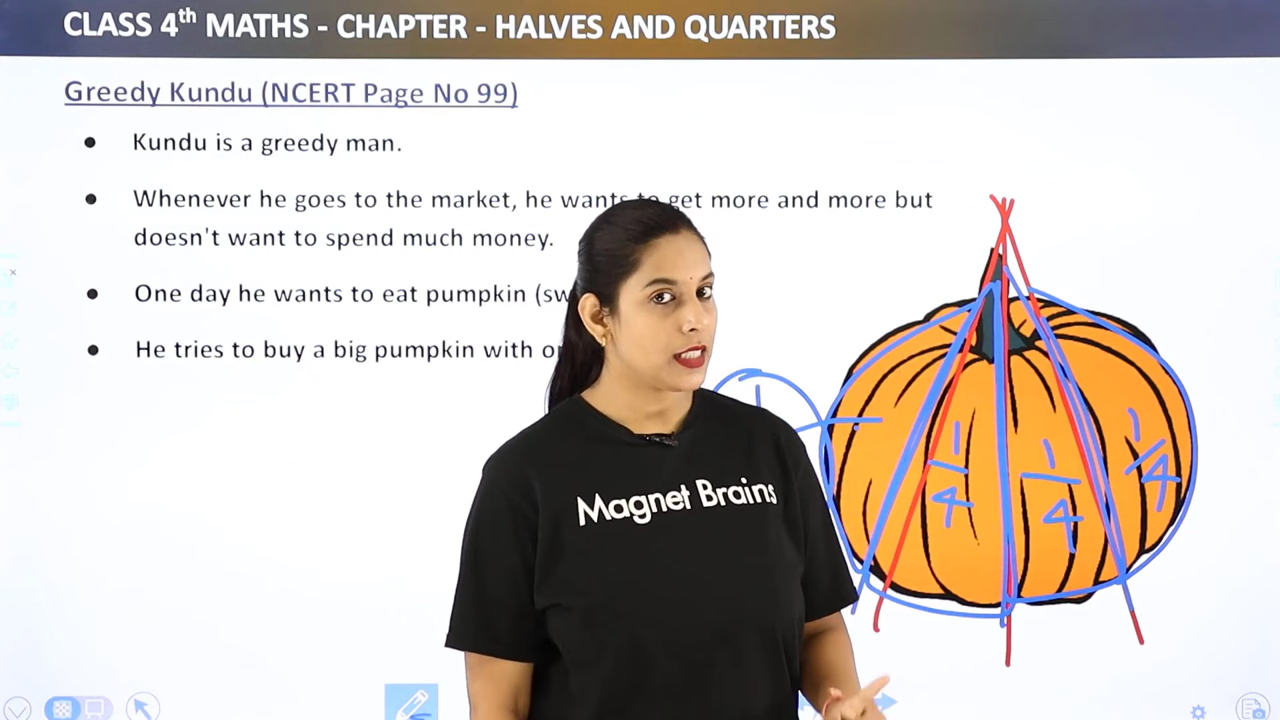 CLASS 4th MATHS - CHAPTER - HALVES AND QUARTERS
Greedy Kundu (NCERT Page No 99)
● Kundu is a greedy man.
● Whenever he goes to the market, he wants to get more and more but
doesn't want to spend much money.
● One day he wants to eat pumpkin (sw
● He tries to buy a big pumpkin with
Magnet Brains
1/4
1/4
1/4